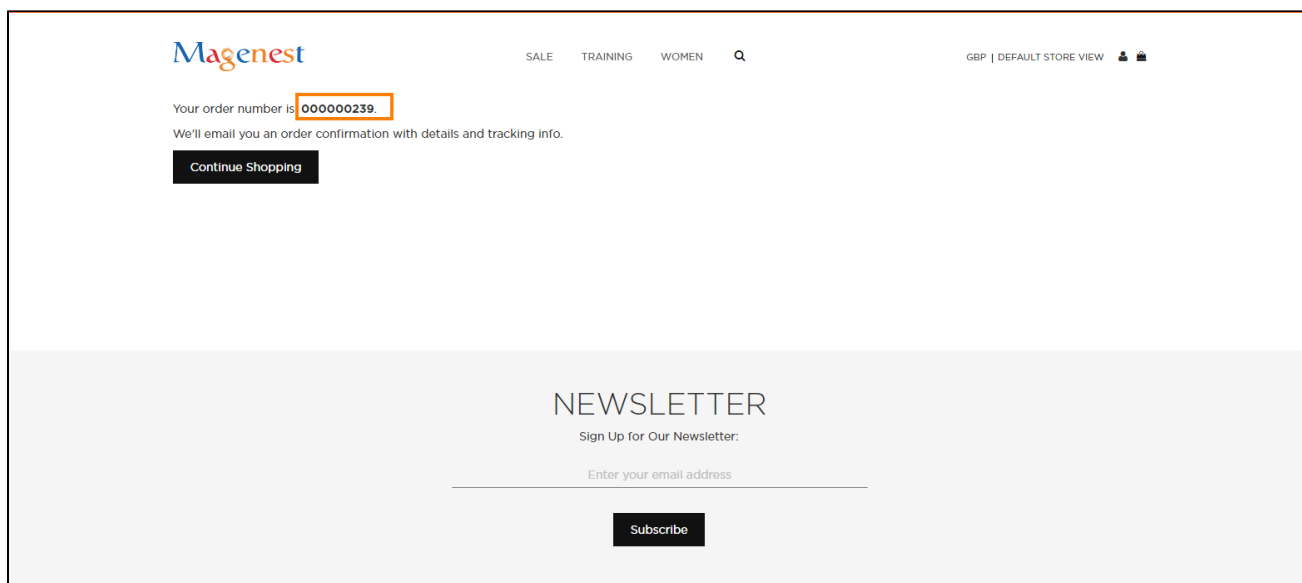 Magenest
SALE TRAINING WOMEN
GBP | DEFAULT STORE VIEW
Your order number is 000000239.
We'll email you an order confirmation with details and tracking info.
Continue Shopping
NEWSLETTER
Sign Up for Our Newsletter:
Enter your email address
Subscribe